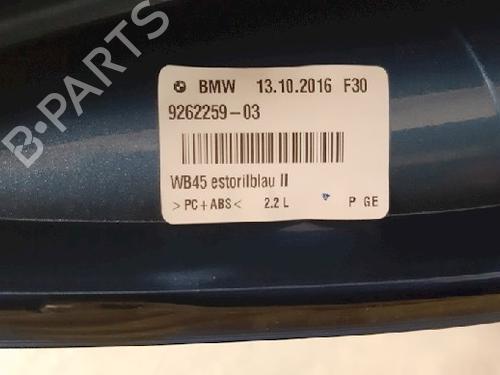 BMW 13.10.2016 F30
9262259-03
WB45 estorilblau II
>PC+ABS< 2.2 L P GE
B-PARTS